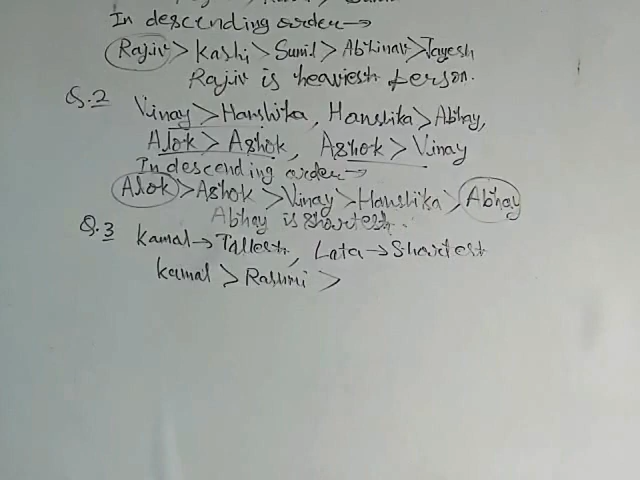 In descending order →
Rajiv > Kashi > Sunil > Abhinav > Jayesh
Rajiv is heaviest person.
Q.2 Vinay > Hanshika, Hanshika > Abhay,
Alok > Ashok, Ashok > Vinay
In descending order →
Alok > Ashok > Vinay > Hanshika > Abhay
Abhay is shortest.
Q.3 Kamal → Tallest, Lata → Shortest
Kamal > Rashmi >